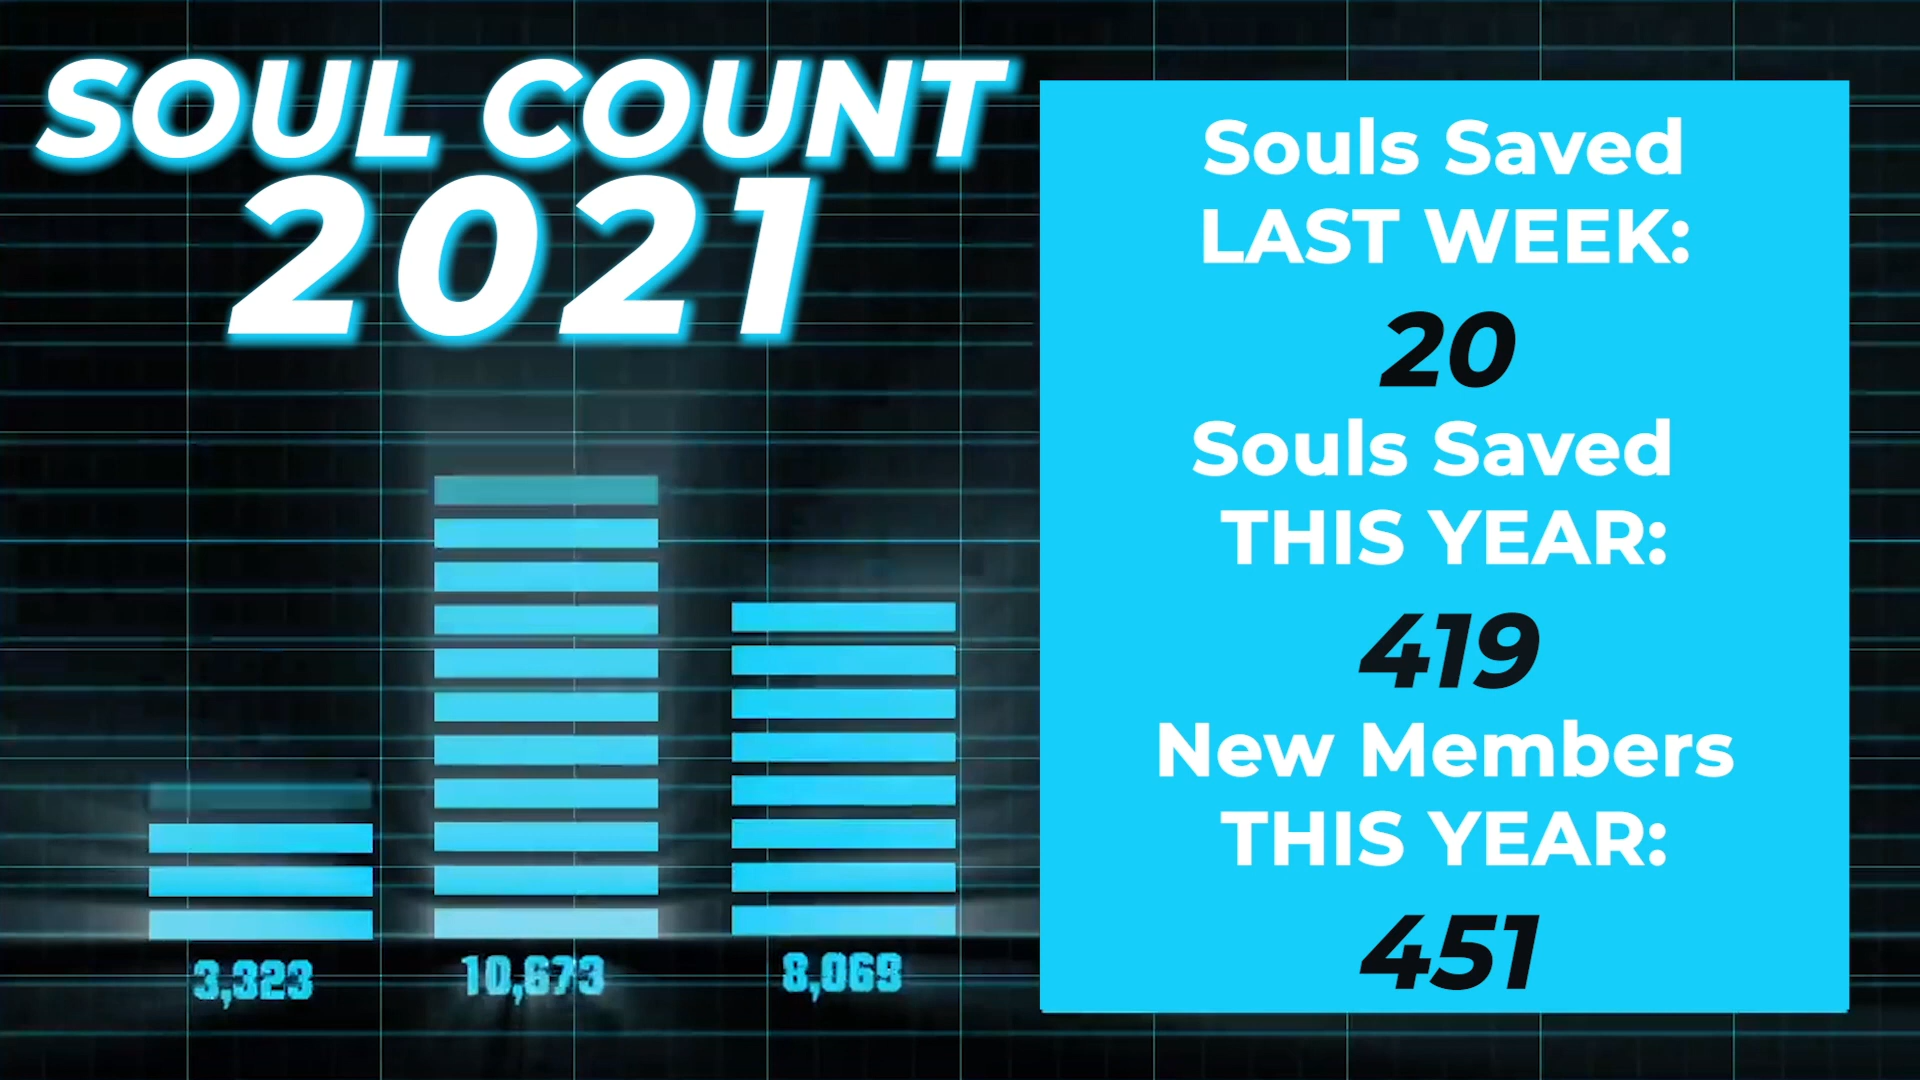 SOUL COUNT
2021
3,323
10,673
8,069
Souls Saved
LAST WEEK:
20
Souls Saved
THIS YEAR:
419
New Members
THIS YEAR:
451